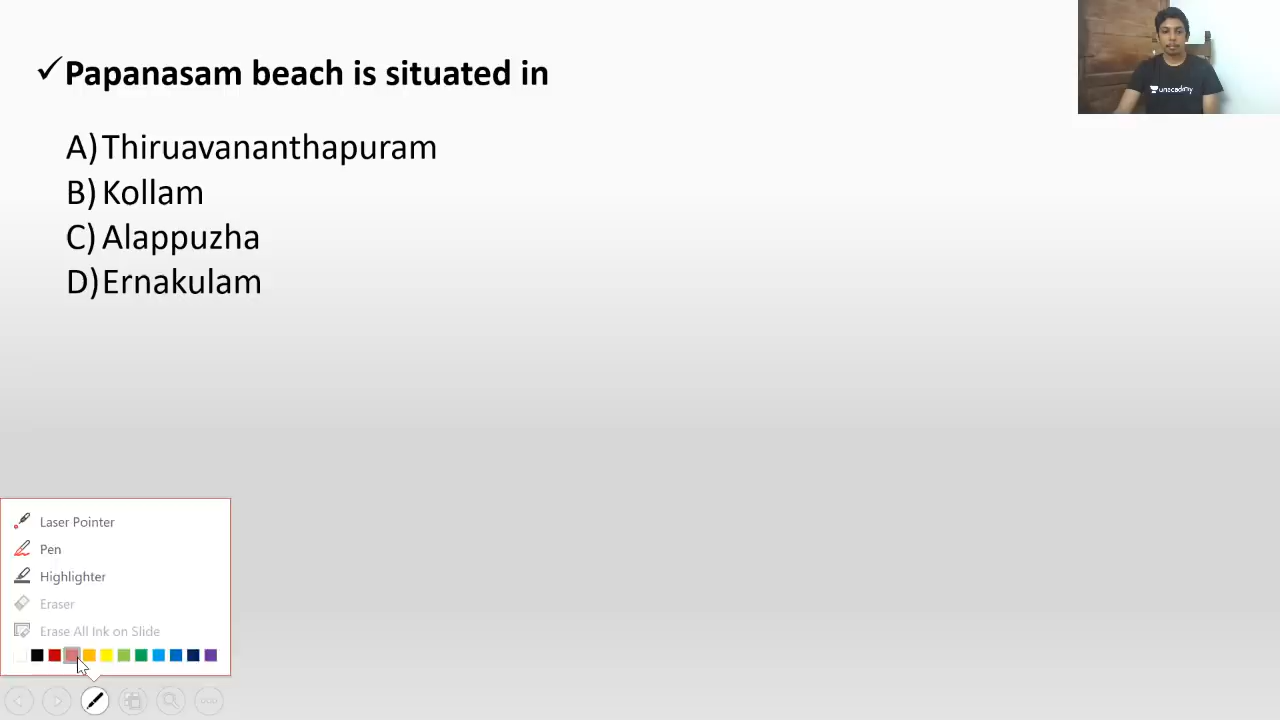 ✓Papanasam beach is situated in
A) Thiruavananthapuram
B) Kollam
C) Alappuzha
D) Ernakulam
unacademy
Laser Pointer
Pen
Highlighter
Eraser
Erase All Ink on Slide